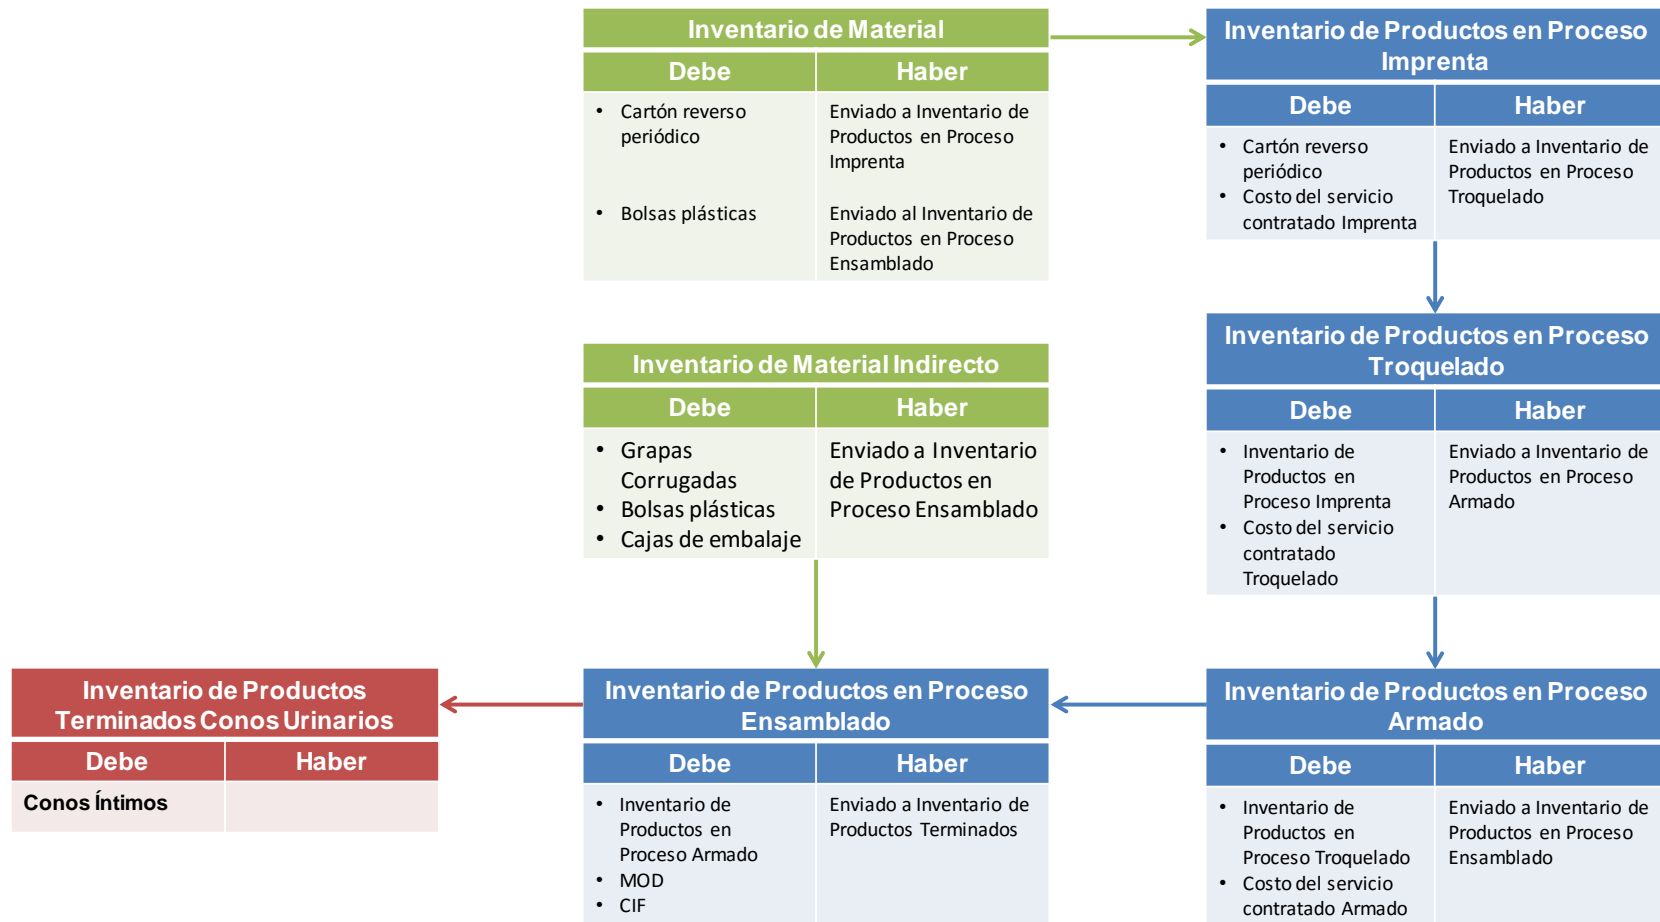 Inventario de Material
Debe Haber
• Cartón reverso
periódico
Enviado a Inventario de
Productos en Proceso
Imprenta
• Bolsas plásticas
Enviado al Inventario de
Productos en Proceso
Ensamblado
Inventario de Productos en Proceso
Imprenta
Debe Haber
• Cartón reverso
periódico
• Costo del servicio
contratado Imprenta
Enviado a Inventario de
Productos en Proceso
Troquelado
Inventario de Material Indirecto
Debe Haber
• Grapas
Corrugadas
• Bolsas plásticas
• Cajas de embalaje
Enviado a Inventario
de Productos en
Proceso Ensamblado
Inventario de Productos en Proceso
Troquelado
Debe Haber
• Inventario de
Productos en
Proceso Imprenta
• Costo del servicio
contratado
Troquelado
Enviado a Inventario de
Productos en Proceso
Armado
Inventario de Productos
Terminados Conos Urinarios
Debe Haber
Conos Íntimos
Inventario de Productos en Proceso
Ensamblado
Debe Haber
• Inventario de
Productos en
Proceso Armado
• MOD
• CIF
Enviado a Inventario de
Productos Terminados
Inventario de Productos en Proceso
Armado
Debe Haber
• Inventario de
Productos en
Proceso Troquelado
• Costo del servicio
contratado Armado
Enviado a Inventario de
Productos en Proceso
Ensamblado